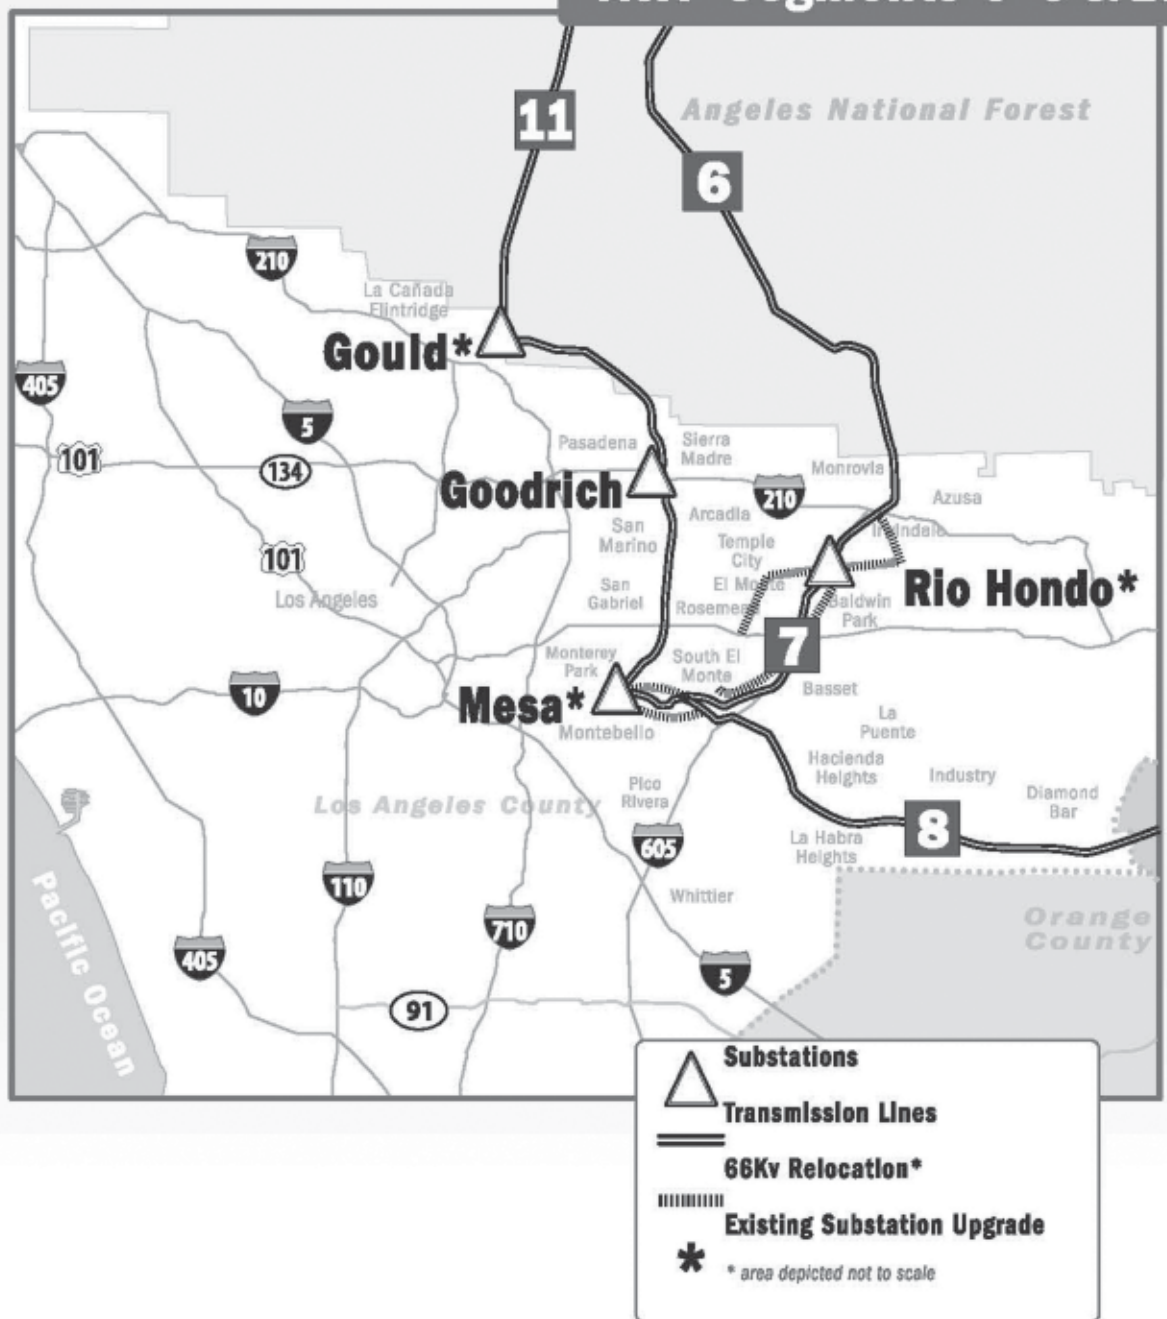 Segments
11
Angeles National Forest
6
210
La Cañada
Flintridge
Gould*
405
5
101
134
Pasadena
Sierra
Madre
Monrovia
Goodrich
210
Azusa
Arcadia
San
Marino
Irwindale
Temple
City
101
El Monte
Rio Hondo*
Los Angeles
San
Gabriel
Rosemead
Baldwin
Park
7
Monterey
Park
South El
Monte
10
Mesa*
Basset
La
Puente
Montebello
Hacienda
Heights
Industry
Pico
Rivera
Diamond
Bar
Los Angeles County
8
La Habra
Heights
605
110
Whittier
Pacific Ocean
710
Orange
County
405
5
91
Substations
Transmission Lines
66Kv Relocation*
Existing Substation Upgrade
* * area depicted not to scale